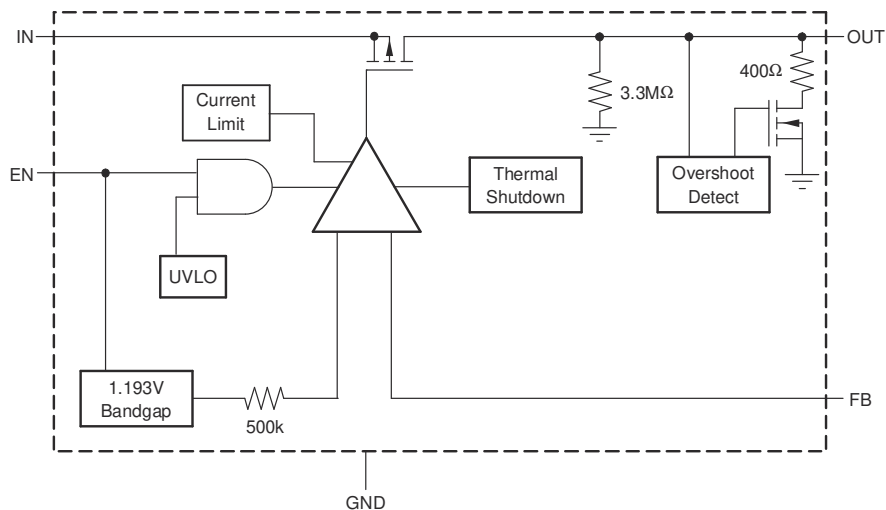 IN
OUT
400Ω
3.3MΩ
Current
Limit
EN
Thermal
Shutdown
Overshoot
Detect
UVLO
1.193V
Bandgap
500k
FB
GND